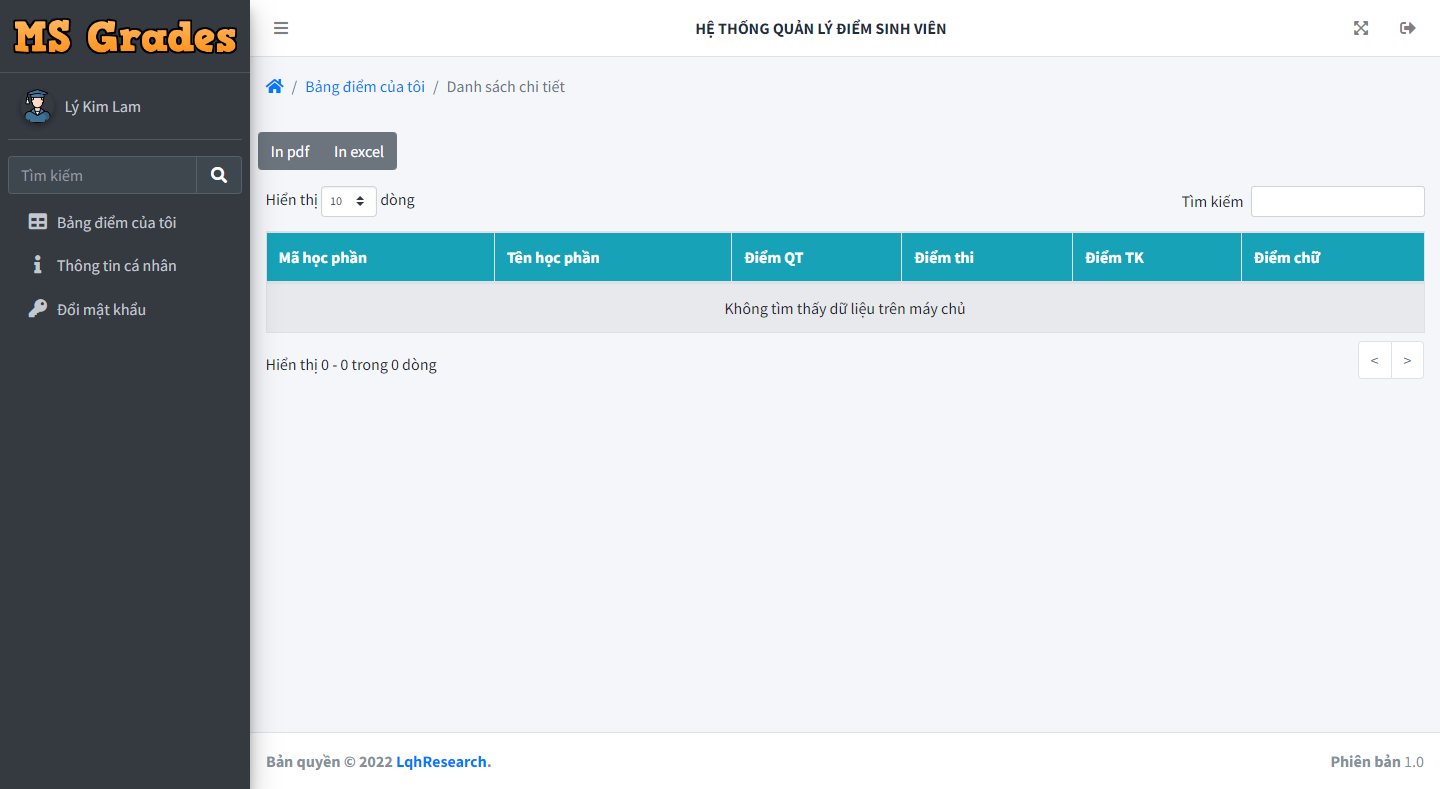 MS Grades
HỆ THỐNG QUẢN LÝ ĐIỂM SINH VIÊN
Lý Kim Lam
Tìm kiếm
Bảng điểm của tôi
Thông tin cá nhân
Đổi mật khẩu
/ Bảng điểm của tôi / Danh sách chi tiết
In pdf In excel
Hiển thị 10 dòng
Tìm kiếm
Mã học phần Tên học phần Điểm QT Điểm thi Điểm TK Điểm chữ
Không tìm thấy dữ liệu trên máy chủ
Hiển thị 0 - 0 trong 0 dòng
< >
Bản quyền © 2022 LqhResearch.
Phiên bản 1.0